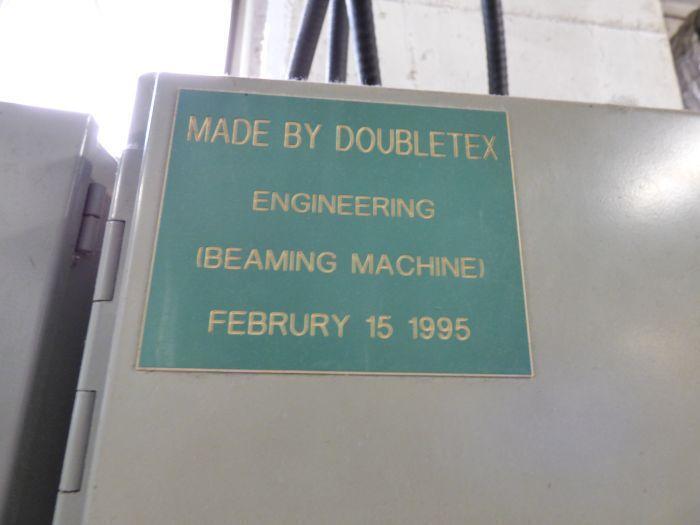 MADE BY DOUBLETEX
ENGINEERING
(BEAMING MACHINE)
FEBRURY 15 1995